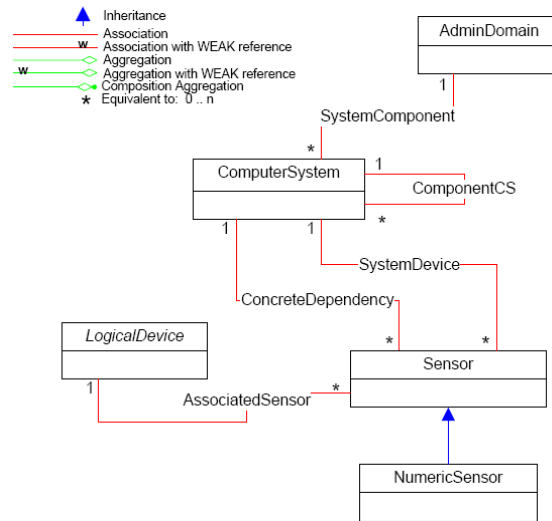 Inheritance
Association
w Association with WEAK reference
Aggregation
w Aggregation with WEAK reference
Composition Aggregation
* Equivalent to: 0 .. n
AdminDomain
1
SystemComponent
*
ComputerSystem
1
ComponentCS
*
1
1
SystemDevice
ConcreteDependency
LogicalDevice
*
*
Sensor
1
AssociatedSensor
*
NumericSensor